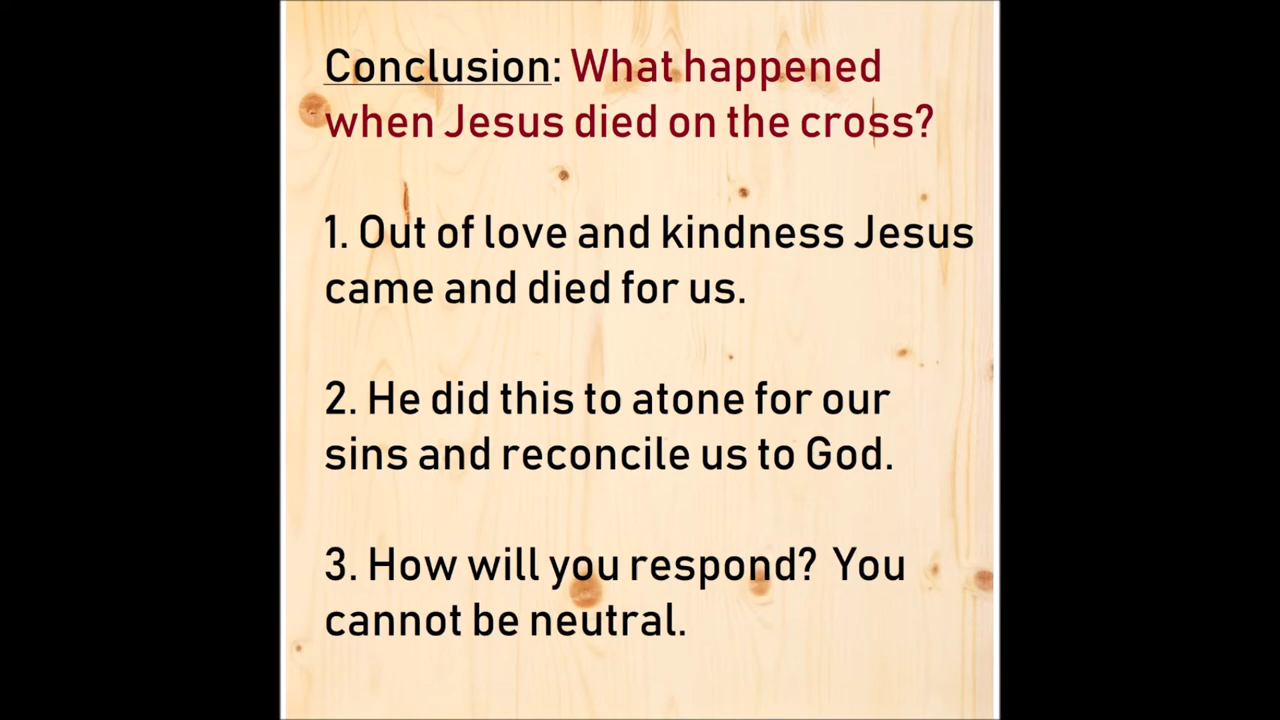 Conclusion: What happened
when Jesus died on the cross?
1. Out of love and kindness Jesus
came and died for us.
2. He did this to atone for our
sins and reconcile us to God.
3. How will you respond?  You
cannot be neutral.